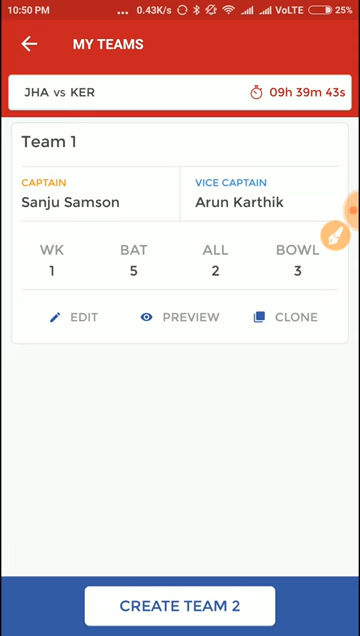 10:50 PM ... 0.43K/s VoLTE 25%
MY TEAMS
JHA vs KER 09h 39m 43s
Team 1
CAPTAIN VICE CAPTAIN
Sanju Samson Arun Karthik
WK BAT ALL BOWL
1 5 2 3
EDIT PREVIEW CLONE
CREATE TEAM 2